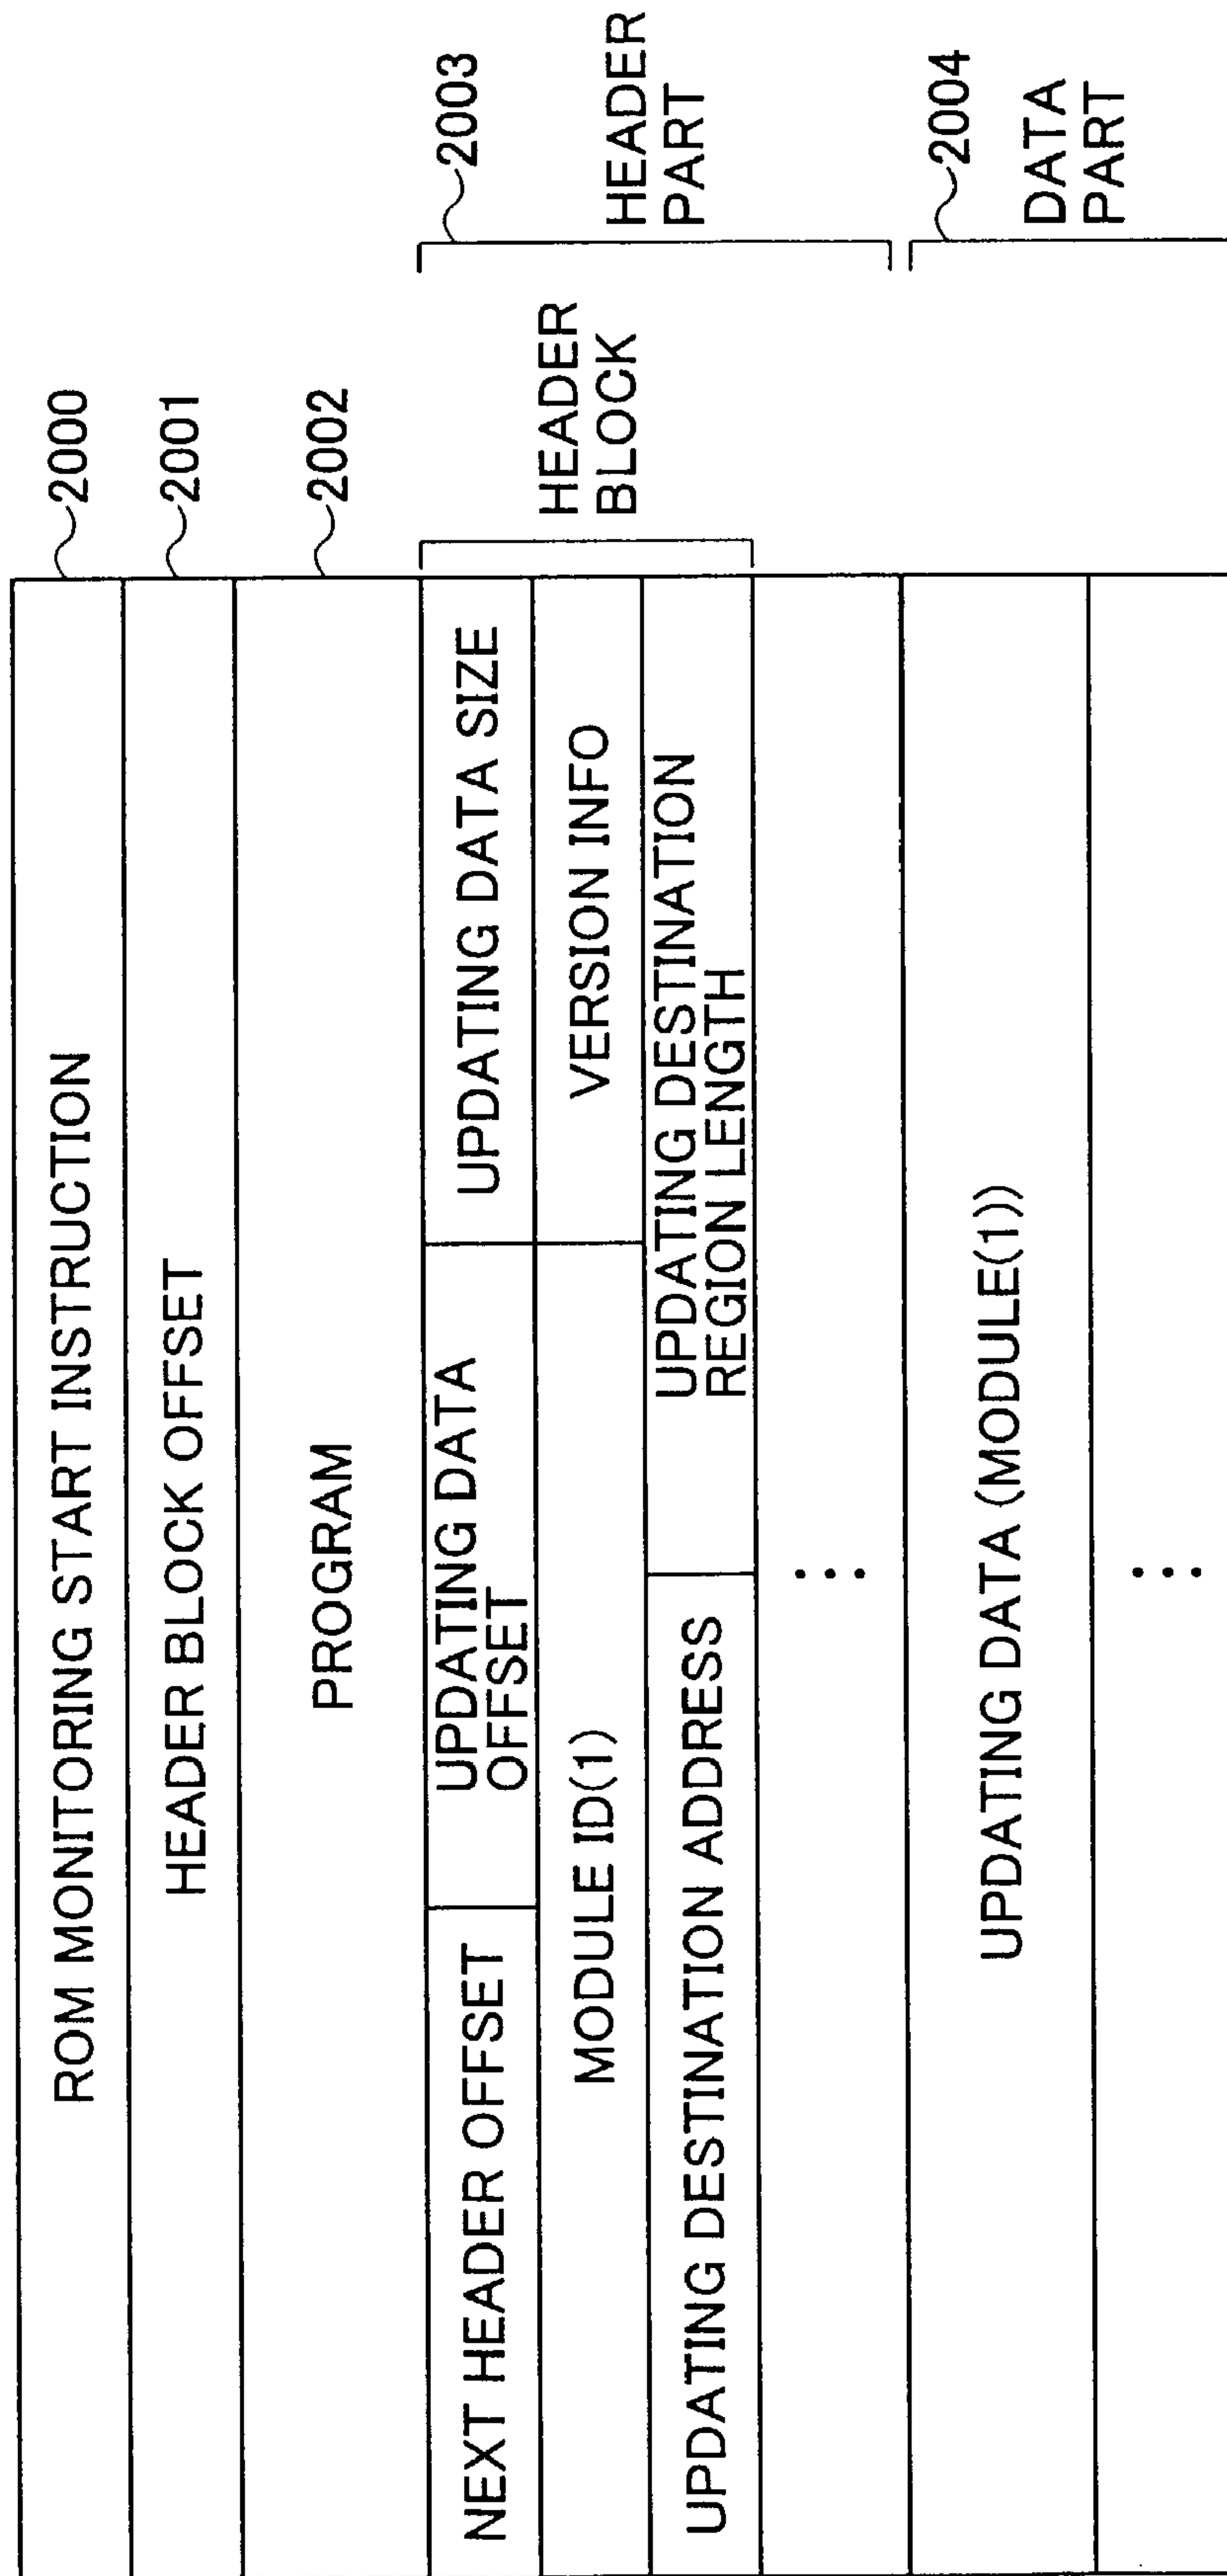 ROM MONITORING START INSTRUCTION
2000
HEADER BLOCK OFFSET
2001
PROGRAM
2002
NEXT HEADER OFFSET
UPDATING DATA
OFFSET
UPDATING DATA SIZE
MODULE ID(1)
VERSION INFO
UPDATING DESTINATION ADDRESS
UPDATING DESTINATION
REGION LENGTH
HEADER
BLOCK
2003
HEADER
PART
...
UPDATING DATA (MODULE(1))
2004
DATA
PART
...